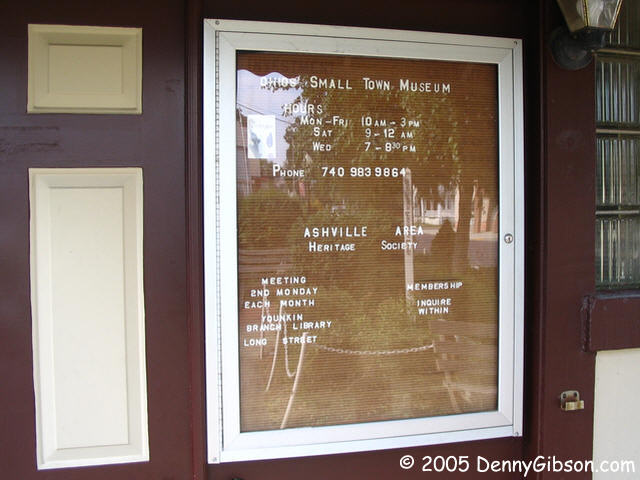 Ohios' Small Town Museum
Hours
Mon - Fri 10 am - 3 pm
Sat 9 - 12 am
Wed 7 - 8 30 pm
Phone 740 983 9864
Ashville Area
Heritage Society
Meeting
2nd Monday
Each Month
Younkin
Branch Library
Long Street
Membership
Inquire
Within
© 2005 DennyGibson.com